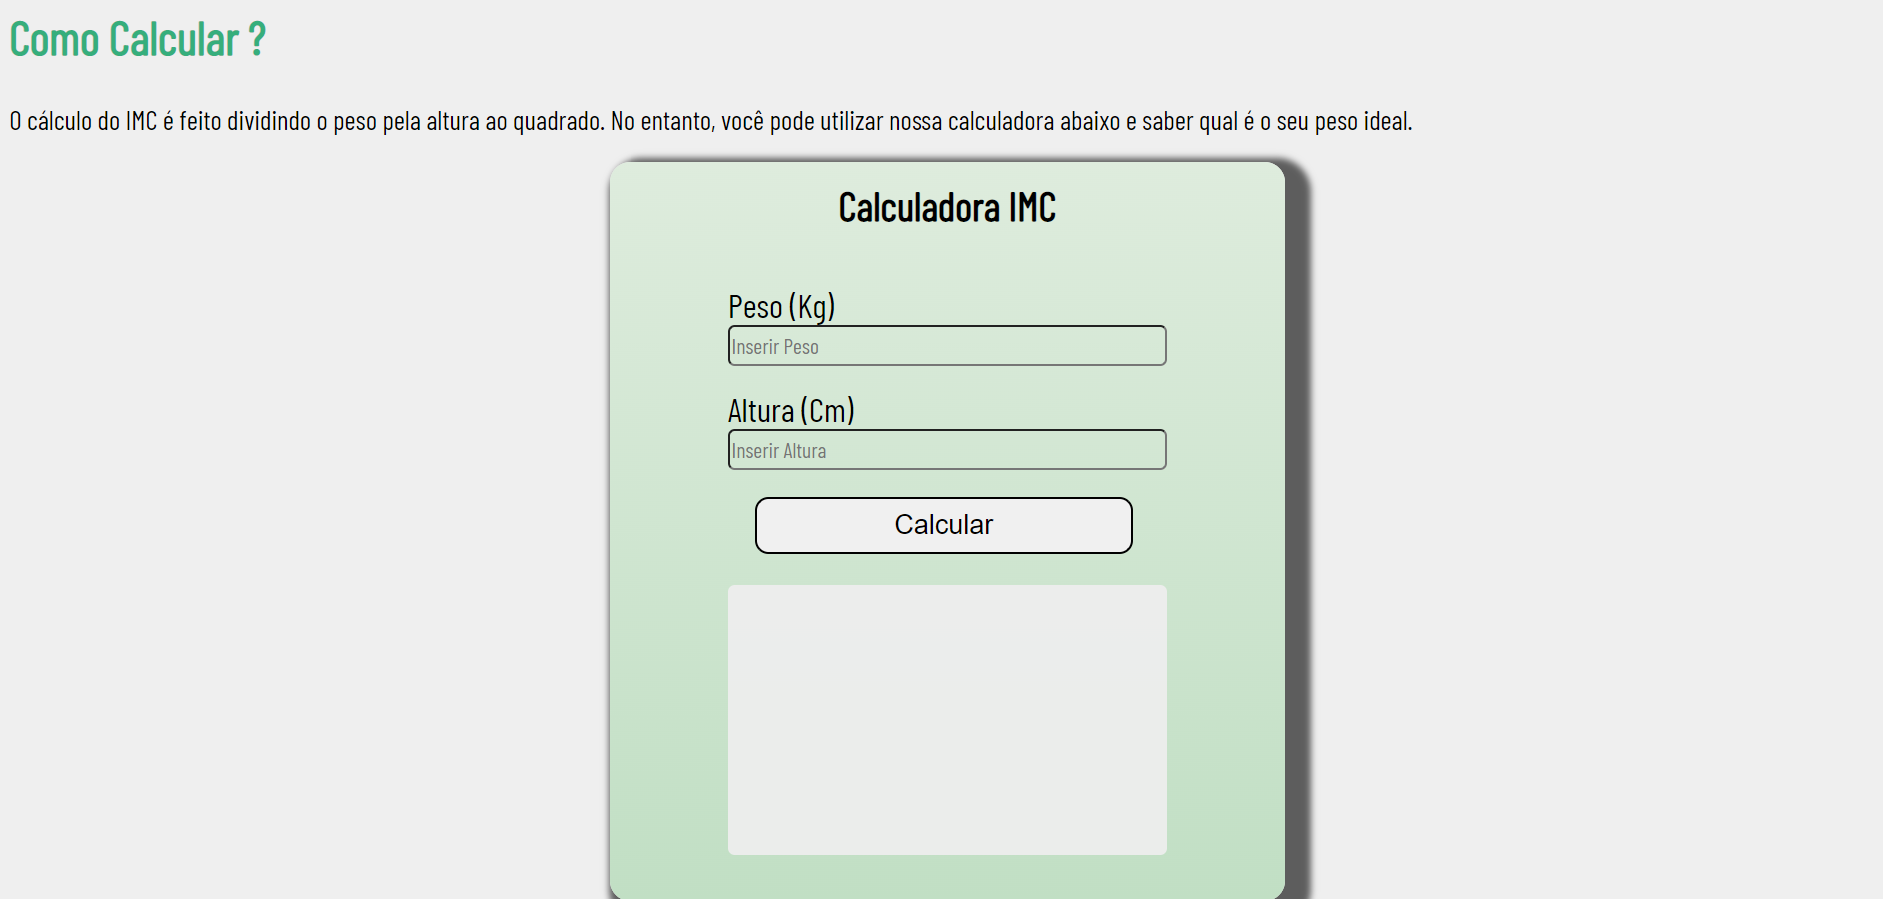 Como Calcular ?
O cálculo do IMC é feito dividindo o peso pela altura ao quadrado. No entanto, você pode utilizar nossa calculadora abaixo e saber qual é o seu peso ideal.
Calculadora IMC
Peso (Kg)
Inserir Peso
Altura (Cm)
Inserir Altura
Calcular